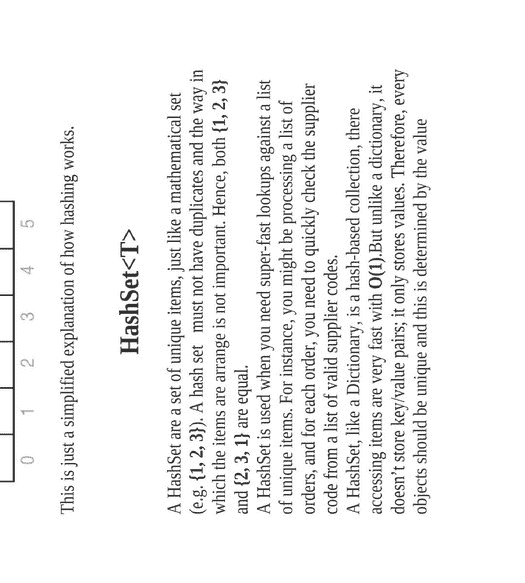 0 1 2 3 4 5
This is just a simplified explanation of how hashing works.
HashSet<T>
A HashSet are a set of unique items, just like a mathematical set
(e.g. {1, 2, 3}). A hash set  must not have duplicates and the way in
which the items are arrange is not important. Hence, both {1, 2, 3}
and {2, 3, 1} are equal.
A HashSet is used when you need super-fast lookups against a list
of unique items. For instance, you might be processing a list of
orders, and for each order, you need to quickly check the supplier
code from a list of valid supplier codes.
A HashSet, like a Dictionary, is a hash-based collection, there
accessing items are very fast with O(1).But unlike a dictionary, it
doesn't store key/value pairs; it only stores values. Therefore, every
objects should be unique and this is determined by the value